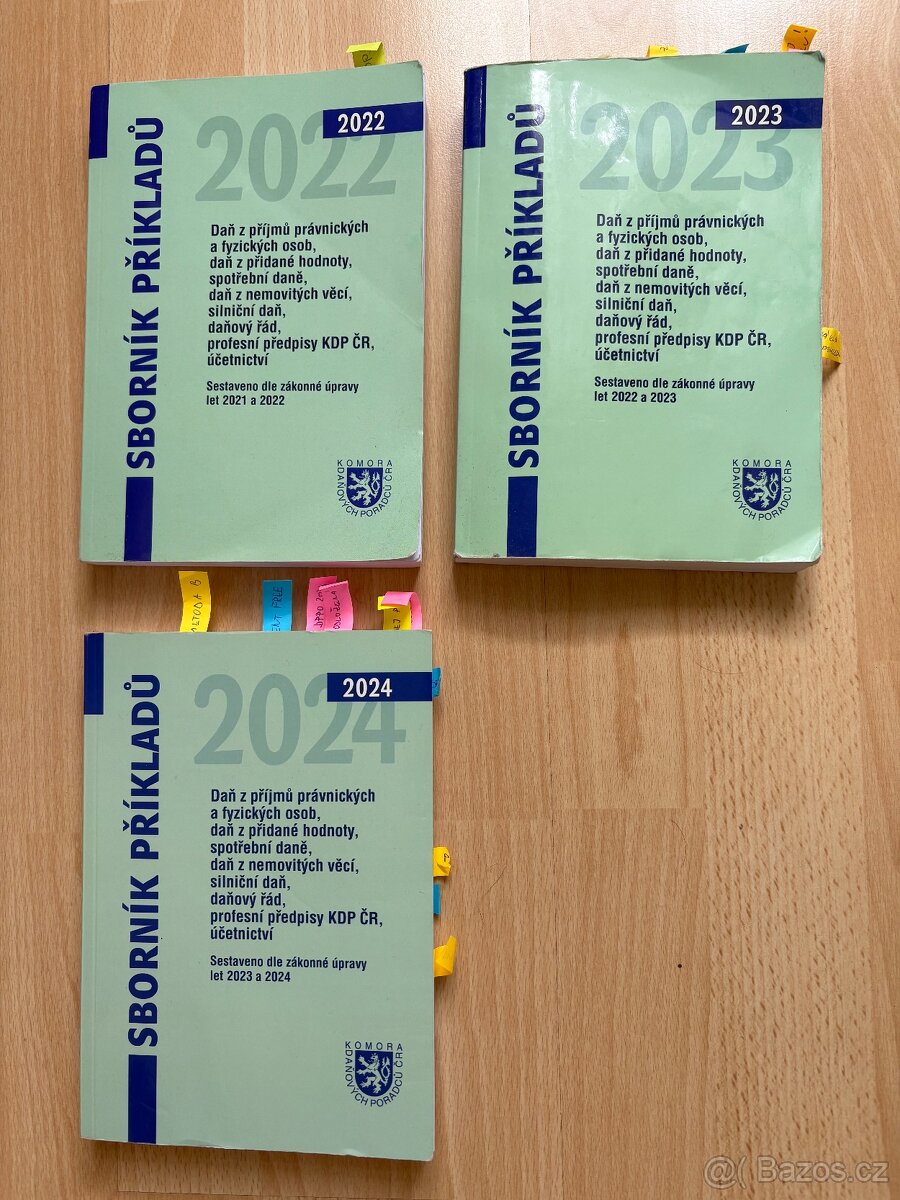 SBORNÍK PŘÍKLADŮ
2022
2022
Daň z příjmů právnických
a fyzických osob,
daň z přidané hodnoty,
spotřební daně,
daň z nemovitých věcí,
silniční daň,
daňový řád,
profesní předpisy KDP ČR,
účetnictví
Sestaveno dle zákonné úpravy
let 2021 a 2022
KOMORA
DAŇOVÝCH PORADCŮ ČR
SBORNÍK PŘÍKLADŮ
2023
2023
Daň z příjmů právnických
a fyzických osob,
daň z přidané hodnoty,
spotřební daně,
daň z nemovitých věcí,
silniční daň,
daňový řád,
profesní předpisy KDP ČR,
účetnictví
Sestaveno dle zákonné úpravy
let 2022 a 2023
KOMORA
DAŇOVÝCH PORADCŮ ČR
METODA B
SBORNÍK PŘÍKLADŮ
2024
2024
Daň z příjmů právnických
a fyzických osob,
daň z přidané hodnoty,
spotřební daně,
daň z nemovitých věcí,
silniční daň,
daňový řád,
profesní předpisy KDP ČR,
účetnictví
Sestaveno dle zákonné úpravy
let 2023 a 2024
KOMORA
DAŇOVÝCH PORADCŮ ČR
@ Bazos.cz